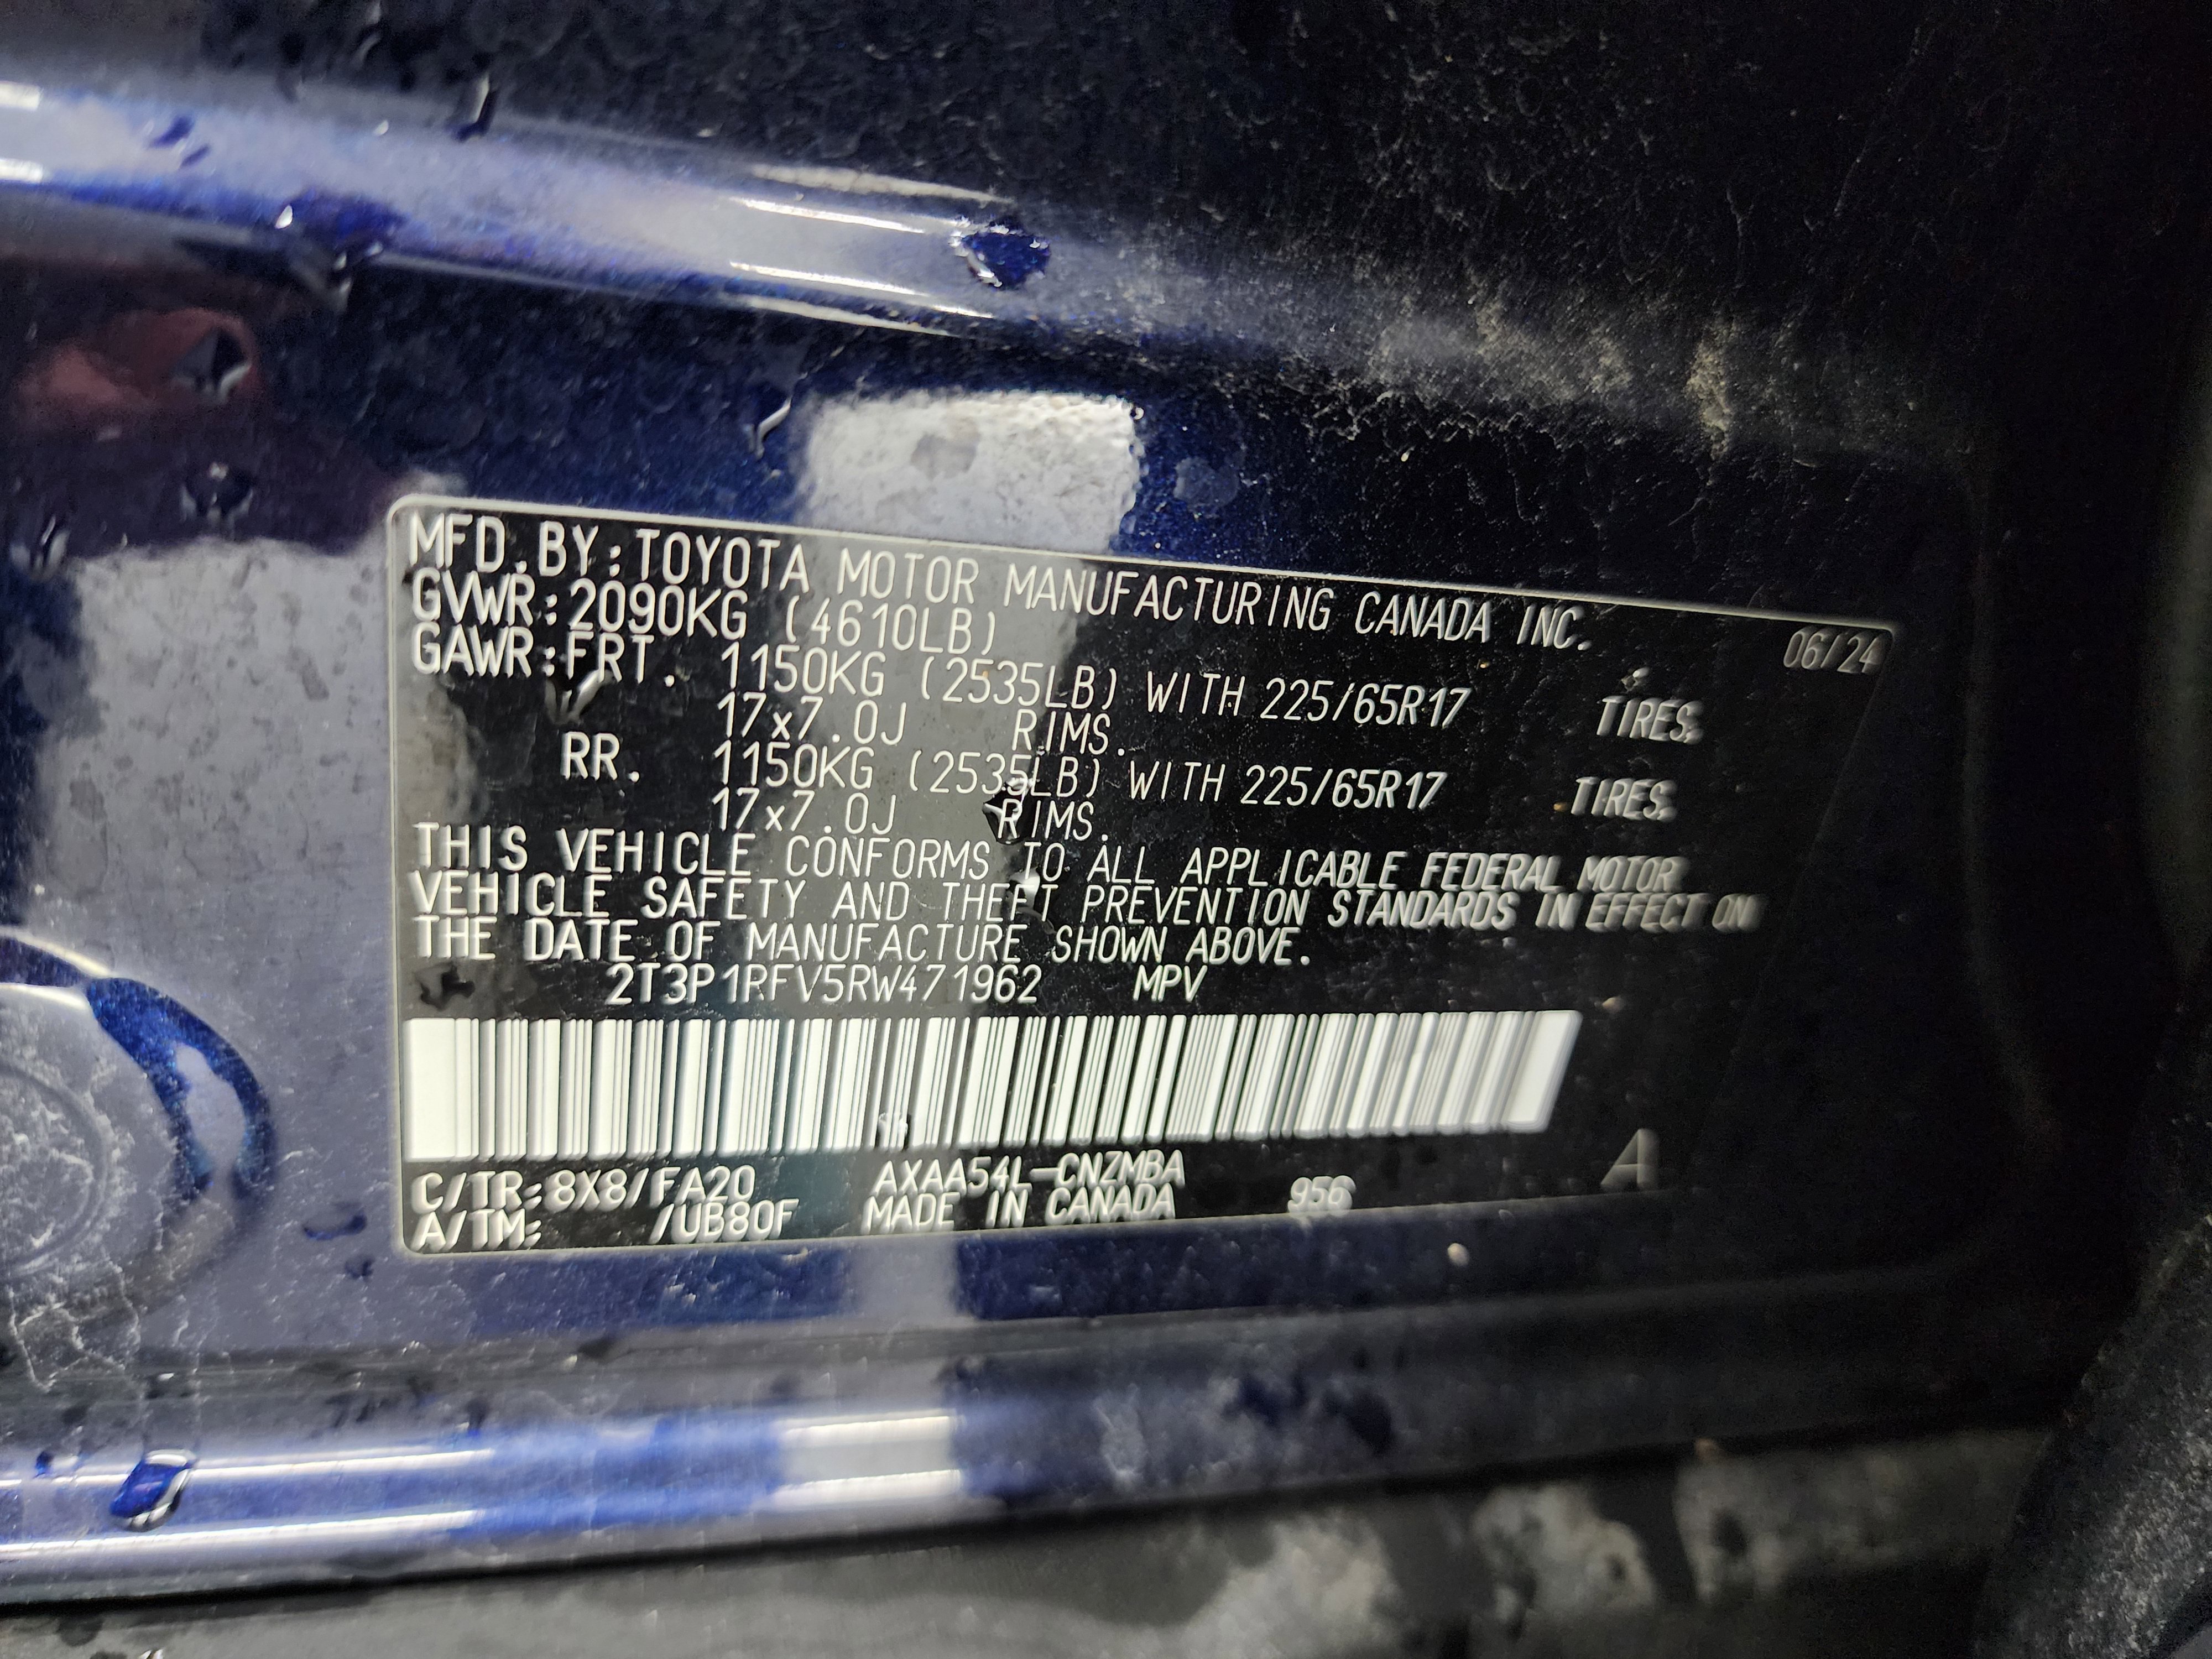 MFD.BY:TOYOTA MOTOR MANUFACTURING CANADA INC. 06/24
GVWR:2090KG (4610LB)
GAWR:FRT. 1150KG (2535LB) WITH 225/65R17 TIRES,
17x7.0J RIMS.
RR. 1150KG (2535LB) WITH 225/65R17 TIRES,
17x7.0J RIMS.
THIS VEHICLE CONFORMS TO ALL APPLICABLE FEDERAL MOTOR
VEHICLE SAFETY AND THEFT PREVENTION STANDARDS IN EFFECT ON
THE DATE OF MANUFACTURE SHOWN ABOVE.
2T3P1RFV5RW471962 MPV
C/TR:8X8/FA20 AXAA54L-CNZMBA 956 A
A/TM: /UB80F MADE IN CANADA